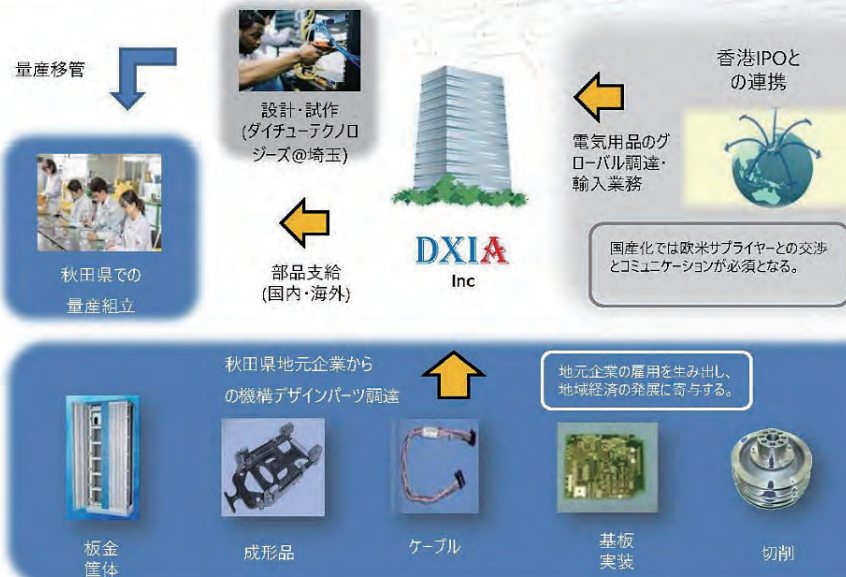 量産移管
設計・試作
(ダイチューテクノロ
ジーズ@埼玉)
香港IPOと
の連携
電気用品のグ
ローバル調達・
輸入業務
国産化では欧米サプライヤーとの交渉
とコミュニケーションが必須となる。
DXIA
Inc
部品支給
(国内・海外)
秋田県での
量産組立
秋田県地元企業から
の機構デザインパーツ調達
地元企業の雇用を生み出し、
地域経済の発展に寄与する。
板金
筐体
成形品
ケーブル
基板
実装
切削